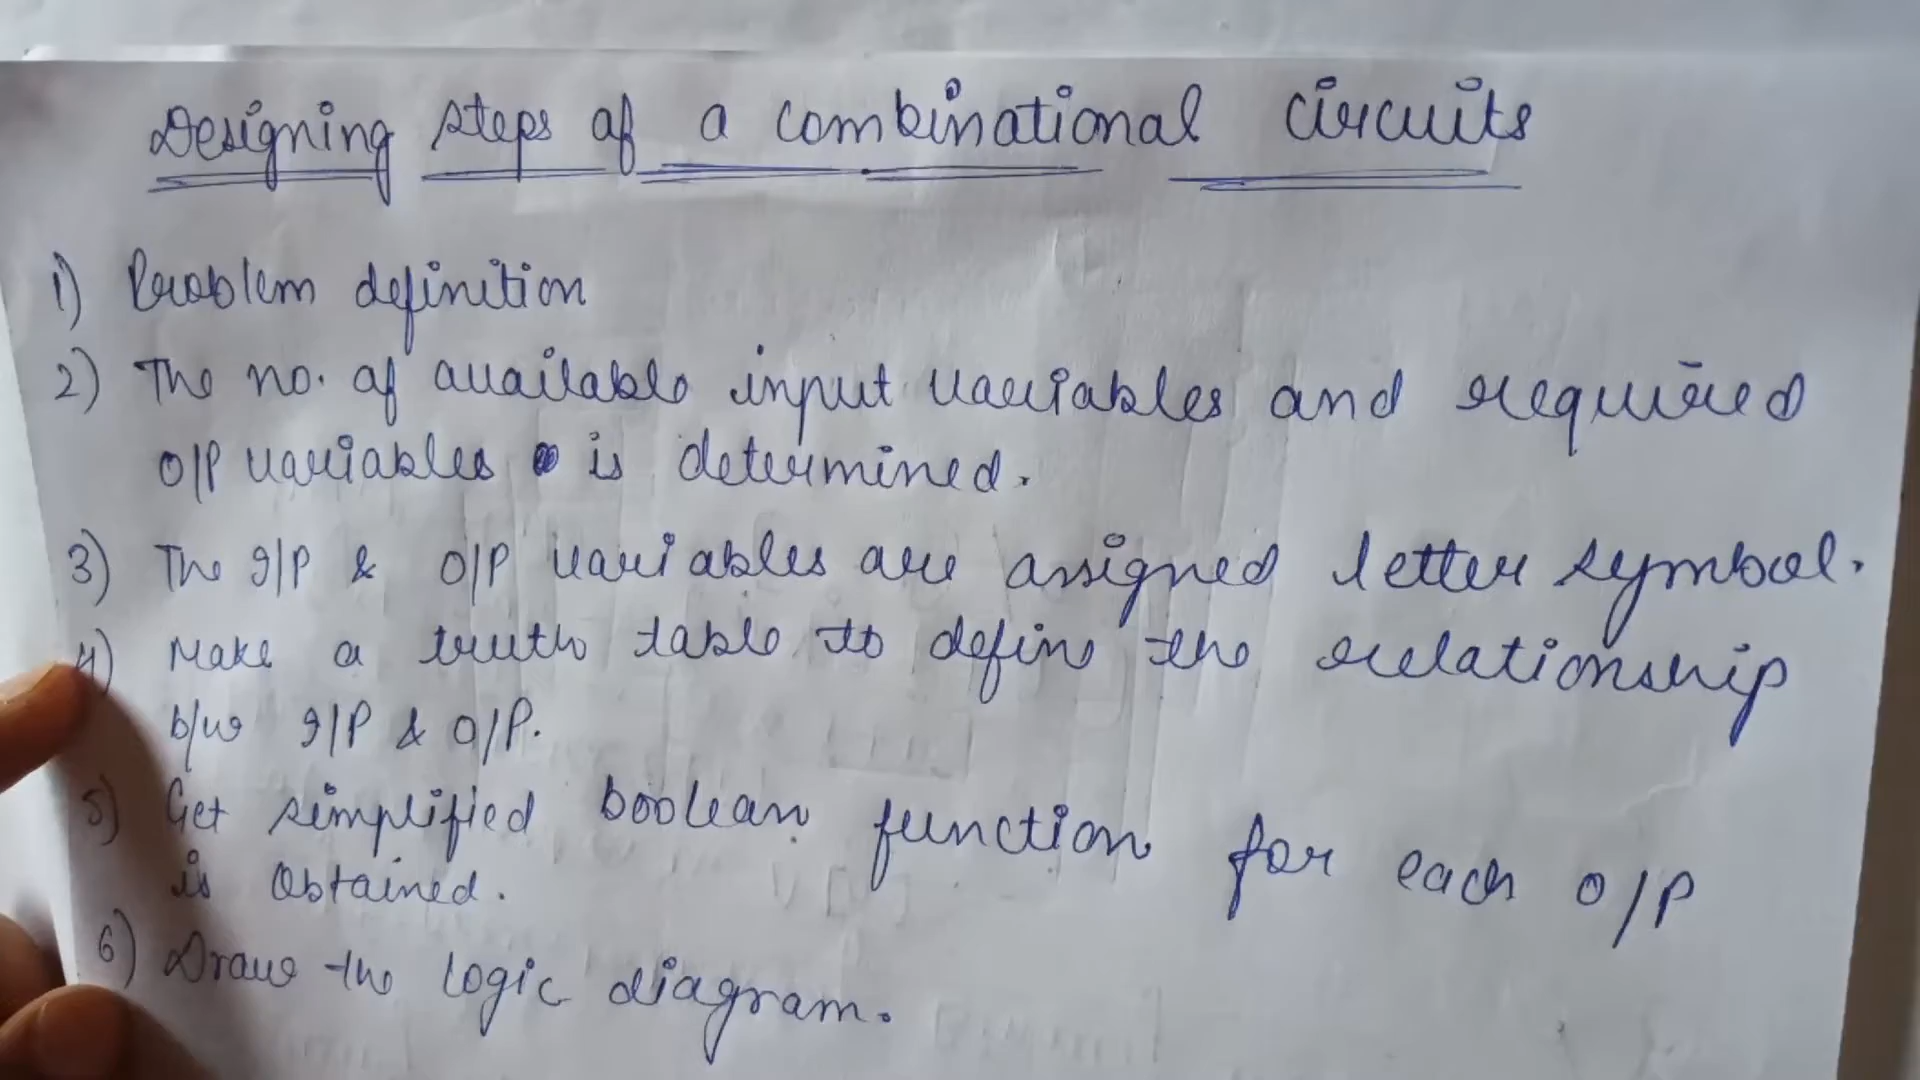 Designing steps of a combinational circuits
1) Problem definition
2) The no. of available input variables and required
O/P variables is determined.
3) The I/P & O/P variables are assigned letter symbol.
4) Make a truth table to define the relationship
b/w I/P & O/P.
5) Get simplified boolean function for each O/P
is obtained.
6) Draw the logic diagram.